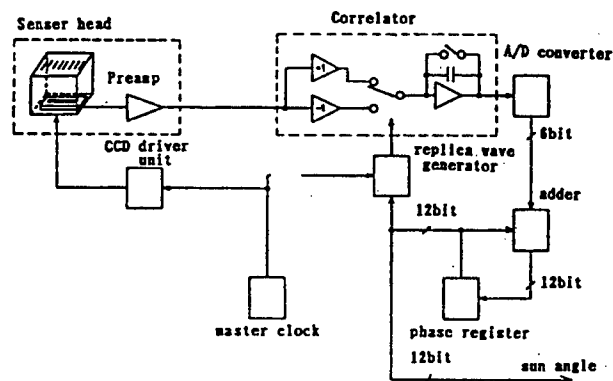 Senser head
Correlator
A/D converter
Preamp
+1
-1
CCD driver
unit
replica wave
generator
6bit
adder
12bit
12bit
master clock
phase register
12bit
sun angle